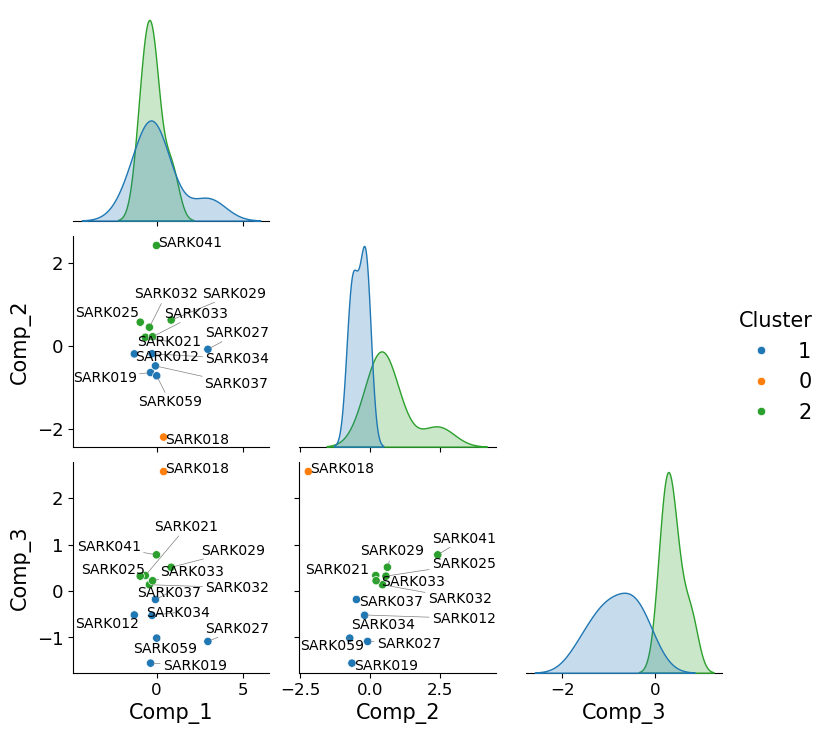 Comp_2
2
0
−2
SARK041
SARK032
SARK029
SARK025
SARK033
SARK027
SARK021
SARK012
SARK034
SARK019
SARK037
SARK059
SARK018
Cluster
1
0
2
Comp_3
2
1
0
−1
SARK018
SARK021
SARK041
SARK029
SARK025
SARK033
SARK032
SARK037
SARK034
SARK012
SARK027
SARK059
SARK019
SARK018
SARK041
SARK029
SARK025
SARK021
SARK033
SARK032
SARK037
SARK012
SARK034
SARK059
SARK027
SARK019
0 5
Comp_1
−2.5 0.0 2.5
Comp_2
−2 0
Comp_3